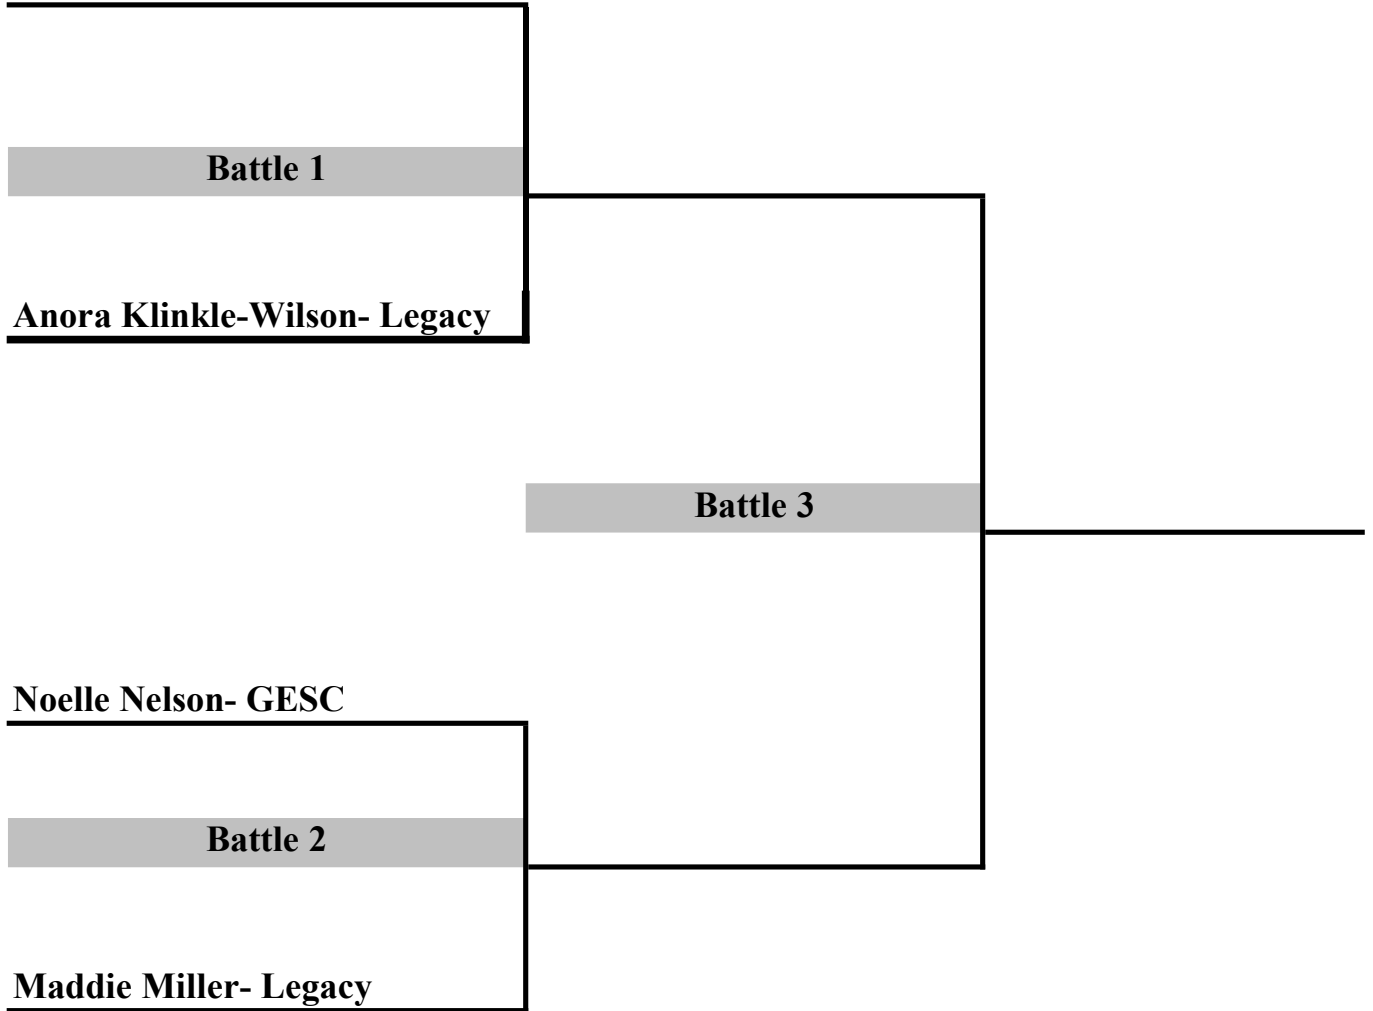 Battle 1
Anora Klinkle-Wilson- Legacy
Battle 3
Noelle Nelson- GESC
Battle 2
Maddie Miller- Legacy